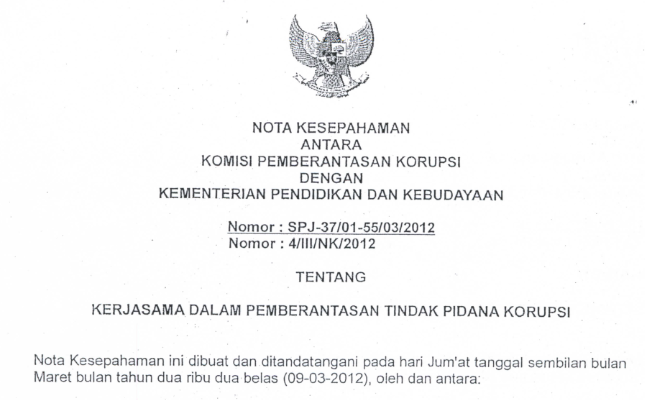 NOTA KESEPAHAMAN
ANTARA
KOMISI PEMBERANTASAN KORUPSI
DENGAN
KEMENTERIAN PENDIDIKAN DAN KEBUDAYAAN
Nomor : SPJ-37/01-55/03/2012
Nomor : 4/III/NK/2012
TENTANG
KERJASAMA DALAM PEMBERANTASAN TINDAK PIDANA KORUPSI
Nota Kesepahaman ini dibuat dan ditandatangani pada hari Jum'at tanggal sembilan bulan
Maret bulan tahun dua ribu dua belas (09-03-2012), oleh dan antara: